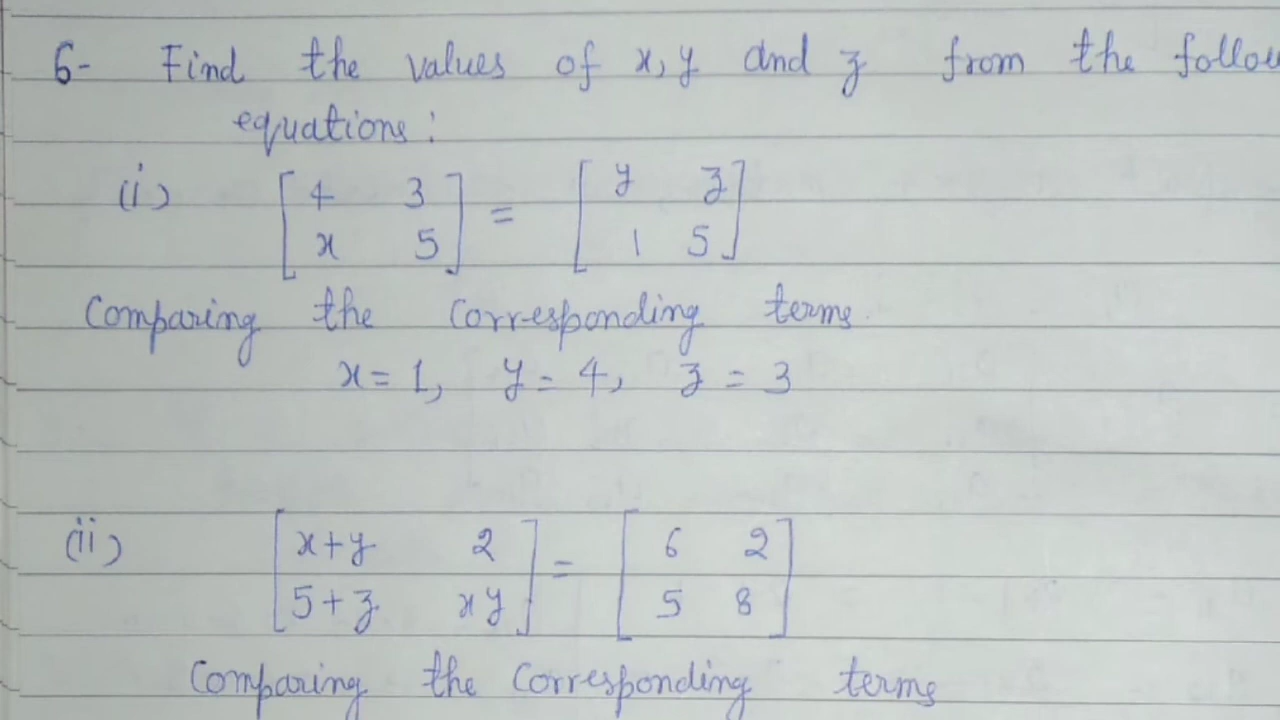 6- Find the values of x, y and z from the
equations:
(i) [ 4 3 ] = [ y z ]
[ x 5 ] [ 1 5 ]
Comparing the corresponding terms.
x = 1, y = 4, z = 3
(ii) [ x+y 2 ] = [ 6 2 ]
[ 5+z xy ] [ 5 8 ]
Comparing the corresponding terms